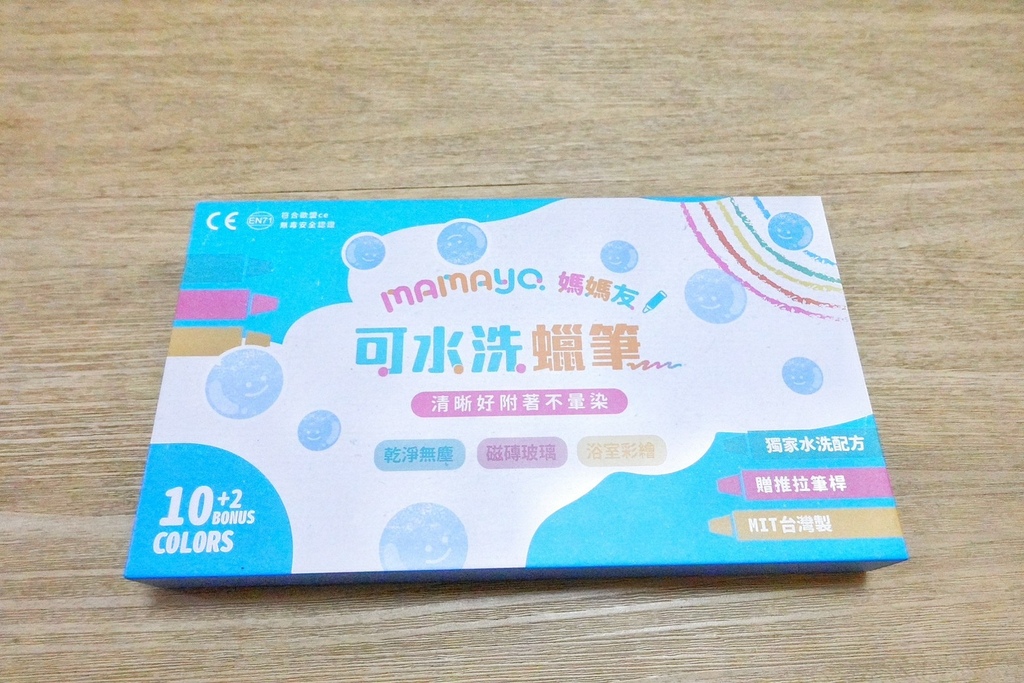 CE EN71 符合歐盟ce
無毒安全認證
MAMAYO. 媽媽友
可水洗蠟筆
清晰好附著不暈染
乾淨無塵 磁磚玻璃 浴室彩繪
獨家水洗配方
贈推拉筆桿
MIT台灣製
10+2
BONUS
COLORS